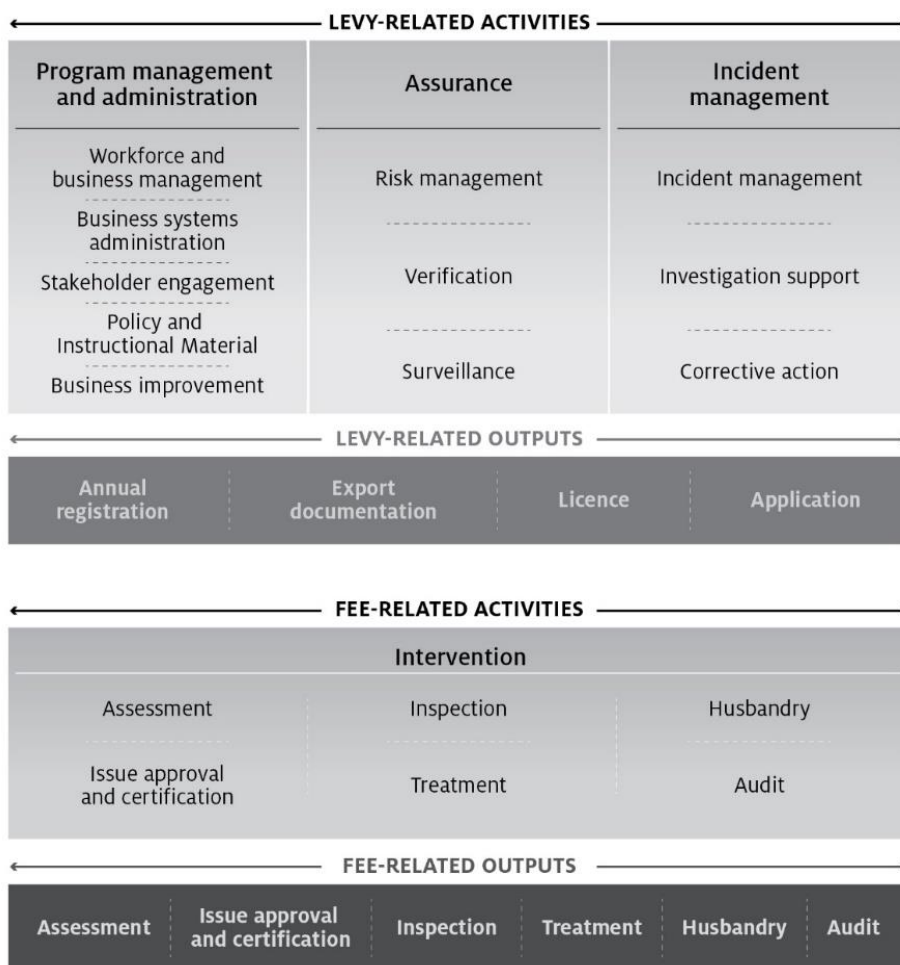 LEVY-RELATED ACTIVITIES
Program management
and administration
Workforce and
business management
Business systems
administration
Stakeholder engagement
Policy and
Instructional Material
Business improvement
Assurance
Risk management
Verification
Surveillance
Incident
management
Incident management
Investigation support
Corrective action
LEVY-RELATED OUTPUTS
Annual
registration
Export
documentation
Licence
Application
FEE-RELATED ACTIVITIES
Intervention
Assessment
Issue approval
and certification
Inspection
Treatment
Husbandry
Audit
FEE-RELATED OUTPUTS
Assessment
Issue approval
and certification
Inspection
Treatment
Husbandry
Audit